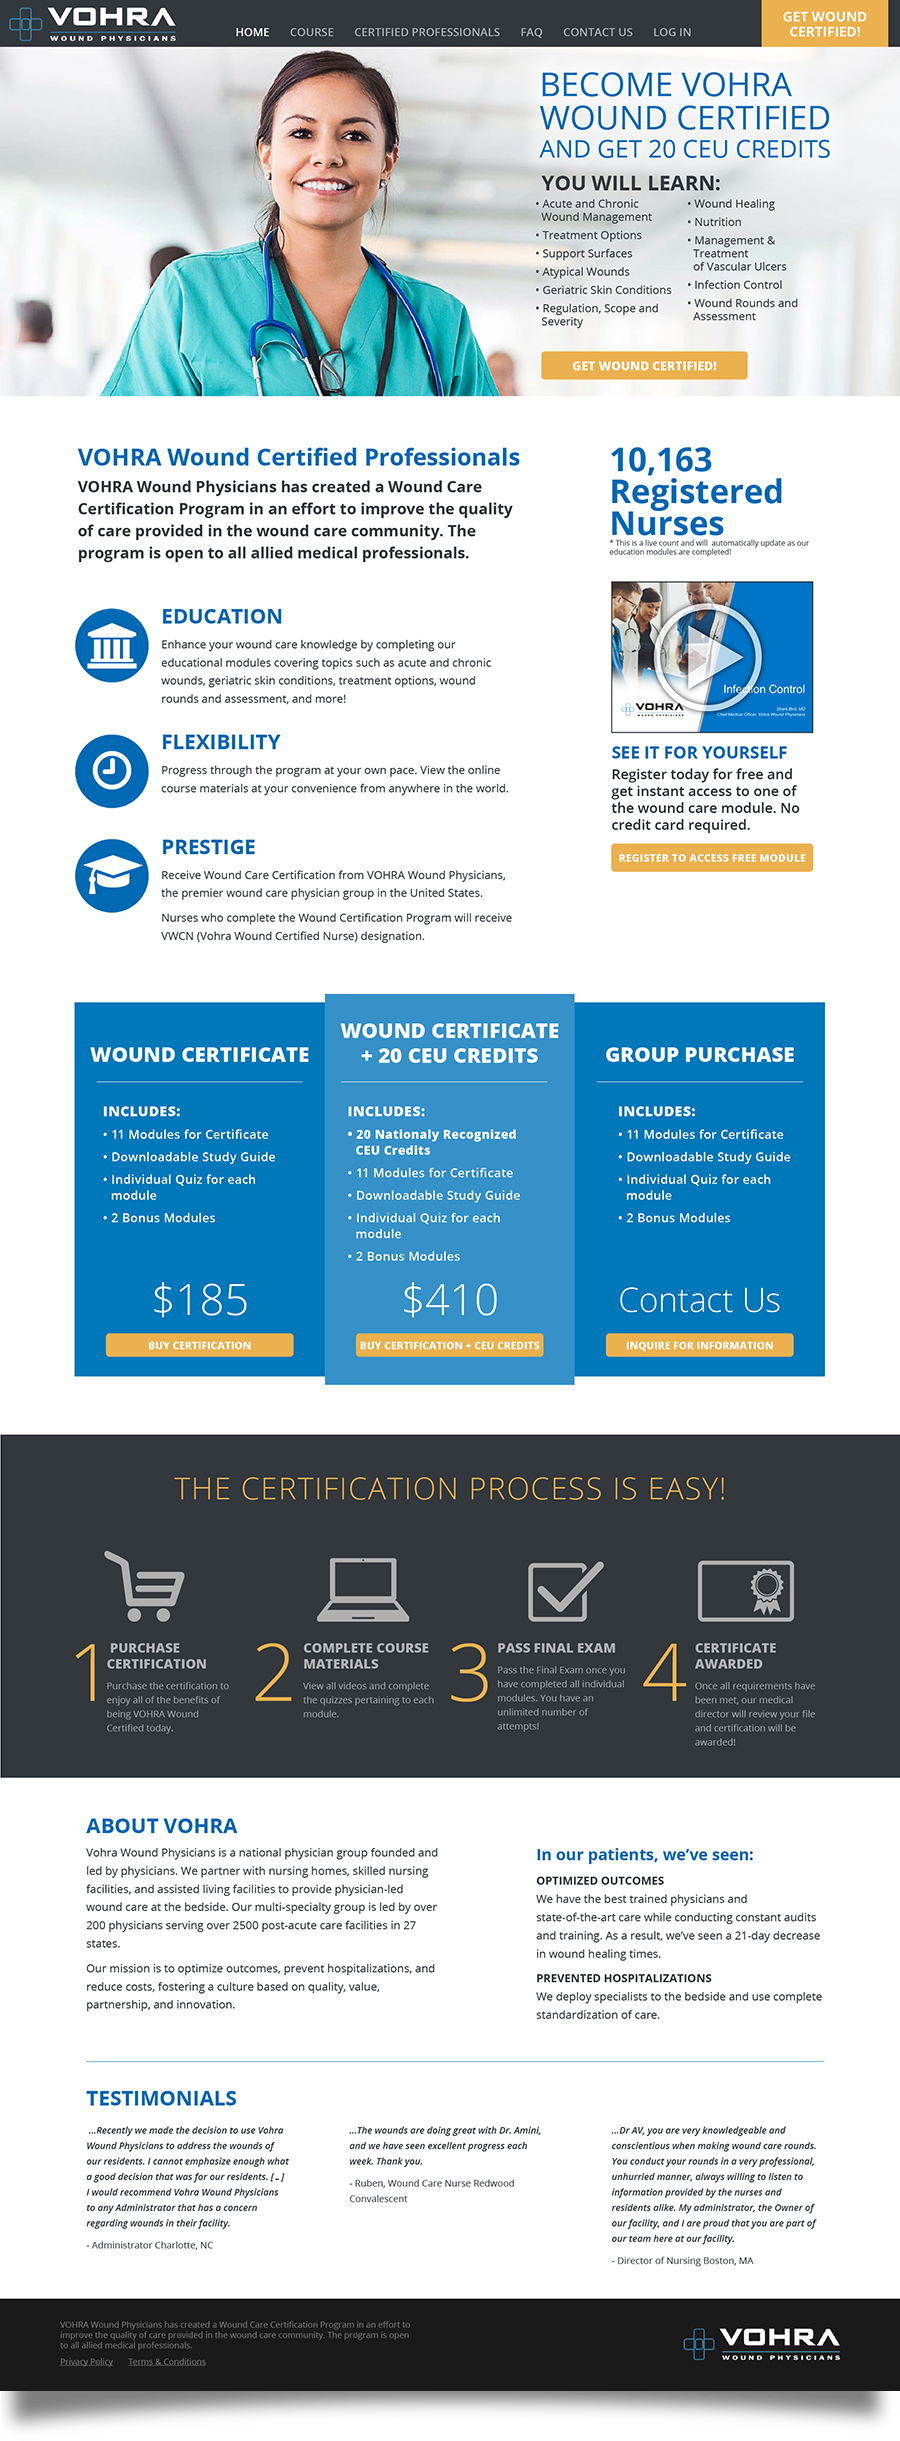 VOHRA
WOUND PHYSICIANS
HOME COURSE CERTIFIED PROFESSIONALS FAQ CONTACT US LOG IN
GET WOUND
CERTIFIED!
BECOME VOHRA
WOUND CERTIFIED
AND GET 20 CEU CREDITS
YOU WILL LEARN:
• Acute and Chronic
Wound Management
• Treatment Options
• Support Surfaces
• Atypical Wounds
• Geriatric Skin Conditions
• Regulation, Scope and
Severity
• Wound Healing
• Nutrition
• Management &
Treatment
of Vascular Ulcers
• Infection Control
• Wound Rounds and
Assessment
GET WOUND CERTIFIED!
VOHRA Wound Certified Professionals
VOHRA Wound Physicians has created a Wound Care
Certification Program in an effort to improve the quality
of care provided in the wound care community. The
program is open to all allied medical professionals.
EDUCATION
Enhance your wound care knowledge by completing our
educational modules covering topics such as acute and chronic
wounds, geriatric skin conditions, treatment options, wound
rounds and assessment, and more!
FLEXIBILITY
Progress through the program at your own pace. View the online
course materials at your convenience from anywhere in the world.
PRESTIGE
Receive Wound Care Certification from VOHRA Wound Physicians,
the premier wound care physician group in the United States.
Nurses who complete the Wound Certification Program will receive
VWCN (Vohra Wound Certified Nurse) designation.
10,163
Registered
Nurses
* This is a live count and will automatically update as our
education modules are completed!
Infection Control
Shark Bird, MD
Chief Medical Officer, Vohra Wound Physicians
VOHRA
WOUND PHYSICIANS
SEE IT FOR YOURSELF
Register today for free and
get instant access to one of
the wound care module. No
credit card required.
REGISTER TO ACCESS FREE MODULE
WOUND CERTIFICATE
INCLUDES:
• 11 Modules for Certificate
• Downloadable Study Guide
• Individual Quiz for each
module
• 2 Bonus Modules
$185
BUY CERTIFICATION
WOUND CERTIFICATE
+ 20 CEU CREDITS
INCLUDES:
• 20 Nationaly Recognized
CEU Credits
• 11 Modules for Certificate
• Downloadable Study Guide
• Individual Quiz for each
module
• 2 Bonus Modules
$410
BUY CERTIFICATION + CEU CREDITS
GROUP PURCHASE
INCLUDES:
• 11 Modules for Certificate
• Downloadable Study Guide
• Individual Quiz for each
module
• 2 Bonus Modules
Contact Us
INQUIRE FOR INFORMATION
THE CERTIFICATION PROCESS IS EASY!
1
PURCHASE
CERTIFICATION
Purchase the certification to
enjoy all of the benefits of
being VOHRA Wound
Certified today.
2
COMPLETE COURSE
MATERIALS
View all videos and complete
the quizzes pertaining to each
module.
3
PASS FINAL EXAM
Pass the Final Exam once you
have completed all individual
modules. You have an
unlimited number of
attempts!
4
CERTIFICATE
AWARDED
Once all requirements have
been met, our medical
director will review your file
and certification will be
awarded!
ABOUT VOHRA
Vohra Wound Physicians is a national physician group founded and
led by physicians. We partner with nursing homes, skilled nursing
facilities, and assisted living facilities to provide physician-led
wound care at the bedside. Our multi-specialty group is led by over
200 physicians serving over 2500 post-acute care facilities in 27
states.
Our mission is to optimize outcomes, prevent hospitalizations, and
reduce costs, fostering a culture based on quality, value,
partnership, and innovation.
In our patients, we’ve seen:
OPTIMIZED OUTCOMES
We have the best trained physicians and
state-of-the-art care while conducting constant audits
and training. As a result, we’ve seen a 21-day decrease
in wound healing times.
PREVENTED HOSPITALIZATIONS
We deploy specialists to the bedside and use complete
standardization of care.
TESTIMONIALS
...Recently we made the decision to use Vohra
Wound Physicians to address the wounds of
our residents. I cannot emphasize enough what
a good decision that was for our residents. [...]
I would recommend Vohra Wound Physicians
to any Administrator that has a concern
regarding wounds in their facility.
- Administrator Charlotte, NC
...The wounds are doing great with Dr. Amini,
and we have seen excellent progress each
week. Thank you.
- Ruben, Wound Care Nurse Redwood
Convalescent
...Dr AV, you are very knowledgeable and
conscientious when making wound care rounds.
You conduct your rounds in a very professional,
unhurried manner, always willing to listen to
information provided by the nurses and
residents alike. My administrator, the Owner of
our facility, and I are proud that you are part of
our team here at our facility.
- Director of Nursing Boston, MA
VOHRA Wound Physicians has created a Wound Care Certification Program in an effort to
improve the quality of care provided in the wound care community. The program is open
to all allied medical professionals.
Privacy Policy Terms & Conditions
VOHRA
WOUND PHYSICIANS